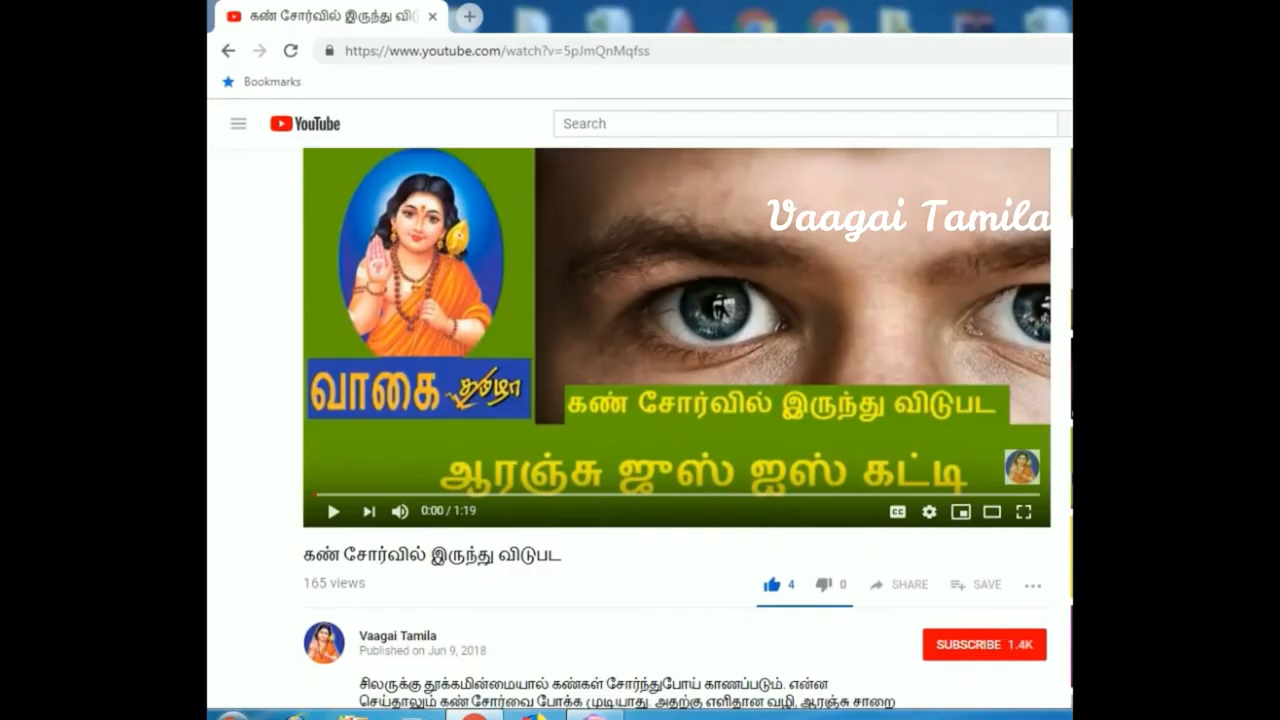 கண் சோர்வில் இருந்து விடு
https://www.youtube.com/watch?v=5pJmQnMqfss
Bookmarks
YouTube
Search
Vaagai Tamila
வாகை தமிழா
கண் சோர்வில் இருந்து விடுபட
ஆரஞ்சு ஜுஸ் ஐஸ் கட்டி
0:00 / 1:19
CC
கண் சோர்வில் இருந்து விடுபட
165 views
4 0 SHARE SAVE
Vaagai Tamila
Published on Jun 9, 2018
SUBSCRIBE 1.4K
சிலருக்கு தூக்கமின்மையால் கண்கள் சோர்ந்துபோய் காணப்படும். என்ன
செய்தாலும் கண் சோர்வை போக்க முடியாது. அதற்கு எளிதான வழி, ஆரஞ்சு சாறை